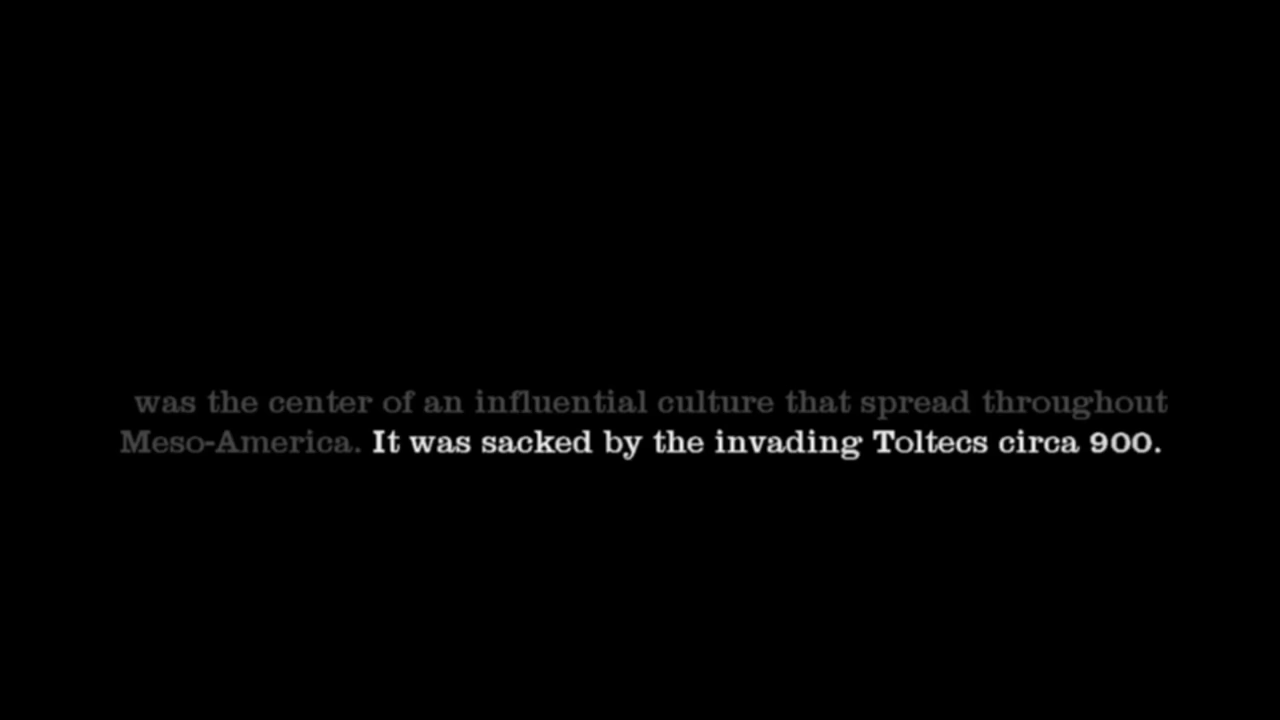 was the center of an influential culture that spread throughout
Meso-America. It was sacked by the invading Toltecs circa 900.